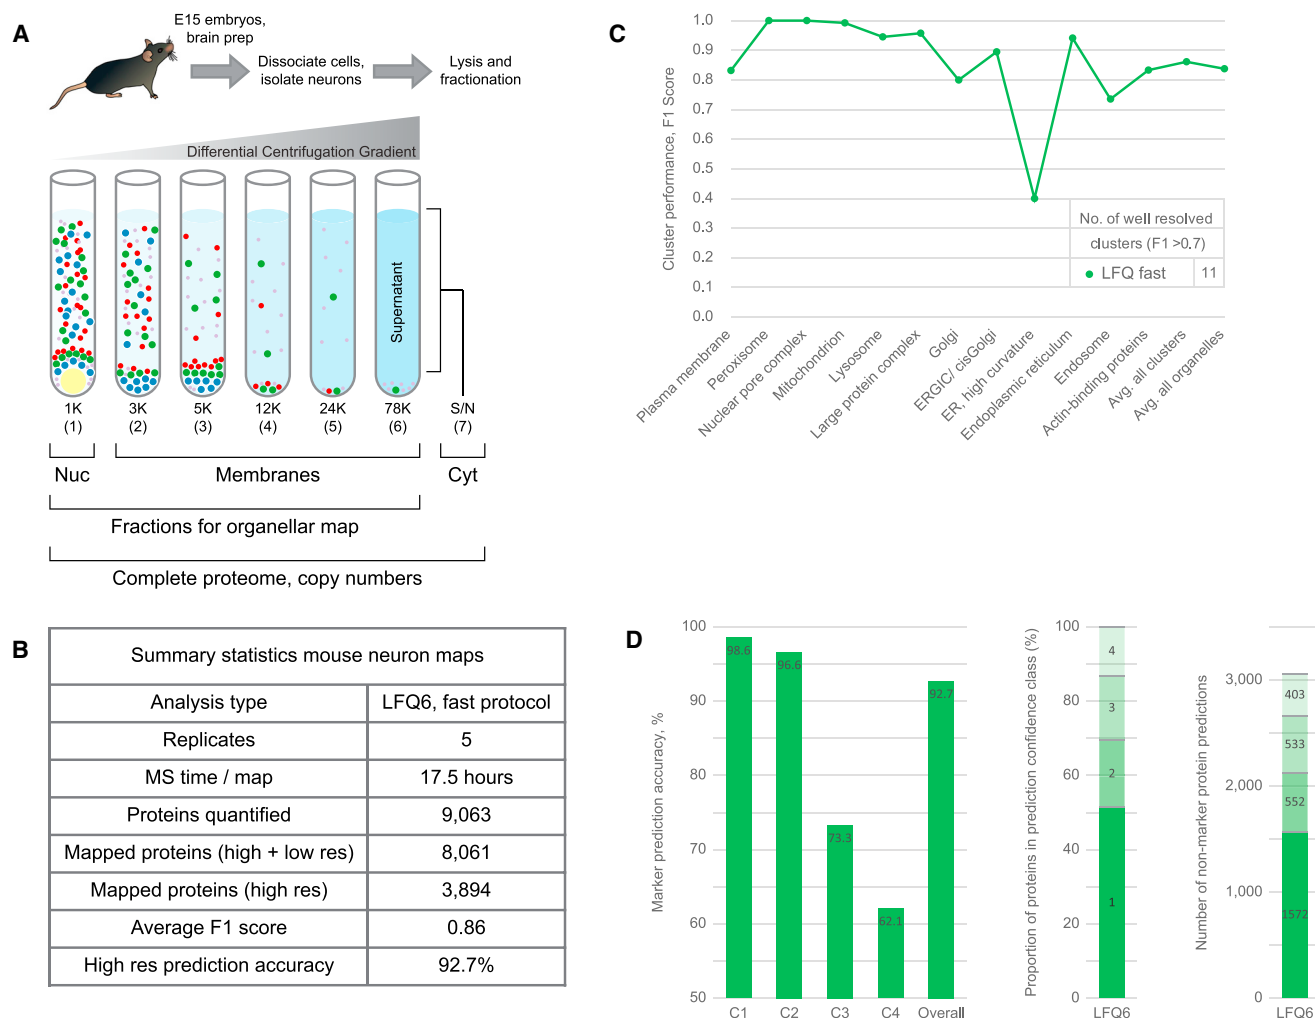 A
E15 embryos,
brain prep
Dissociate cells,
isolate neurons
Lysis and
fractionation
Differential Centrifugation Gradient
Supernatant
1K
(1)
3K
(2)
5K
(3)
12K
(4)
24K
(5)
78K
(6)
S/N
(7)
Nuc
Membranes
Cyt
Fractions for organellar map
Complete proteome, copy numbers
B
Summary statistics mouse neuron maps
Analysis type LFQ6, fast protocol
Replicates 5
MS time / map 17.5 hours
Proteins quantified 9,063
Mapped proteins (high + low res) 8,061
Mapped proteins (high res) 3,894
Average F1 score 0.86
High res prediction accuracy 92.7%
C
Cluster performance, F1 Score
1.0
0.9
0.8
0.7
0.6
0.5
0.4
0.3
0.2
0.1
0.0
No. of well resolved
clusters (F1 >0.7)
LFQ fast 11
Plasma membrane
Peroxisome
Nuclear pore complex
Mitochondrion
Lysosome
Large protein complex
Golgi
ERGIC/ cisGolgi
ER, high curvature
Endoplasmic reticulum
Endosome
Actin-binding proteins
Avg. all clusters
Avg. all organelles
D
Marker prediction accuracy, %
100
90
80
70
60
50
98.6
96.6
73.3
62.1
92.7
C1 C2 C3 C4 Overall
Proportion of proteins in prediction confidence class (%)
100
80
60
40
20
0
4
3
2
1
LFQ6
Number of non-marker protein predictions
3,000
2,000
1,000
0
403
533
552
1572
LFQ6